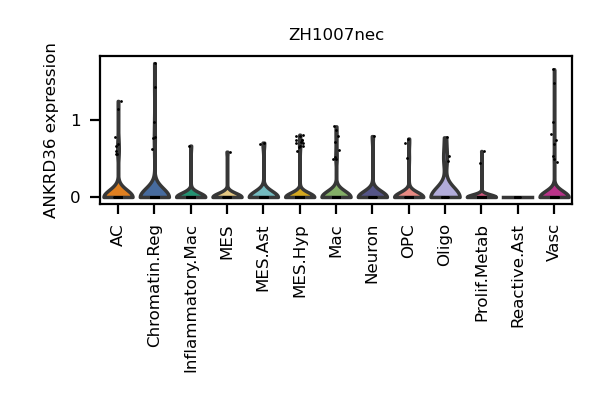 ZH1007nec
ANKRD36 expression
1
0
AC
Chromatin.Reg
Inflammatory.Mac
MES
MES.Ast
MES.Hyp
Mac
Neuron
OPC
Oligo
Prolif.Metab
Reactive.Ast
Vasc